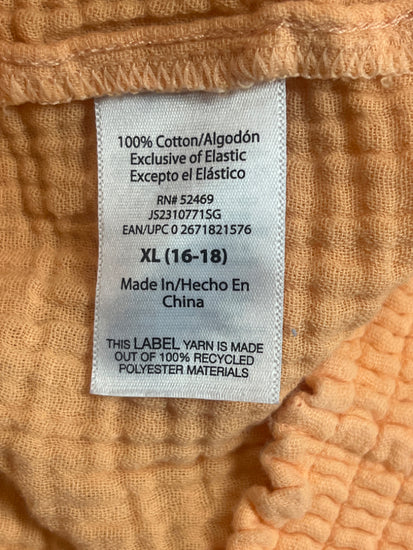 100% Cotton/Algodón
Exclusive of Elastic
Excepto el Elástico
RN# 52469
JS2310771SG
EAN/UPC 0 2671821576
XL (16-18)
Made In/Hecho En
China
THIS LABEL YARN IS MADE
OUT OF 100% RECYCLED
POLYESTER MATERIALS